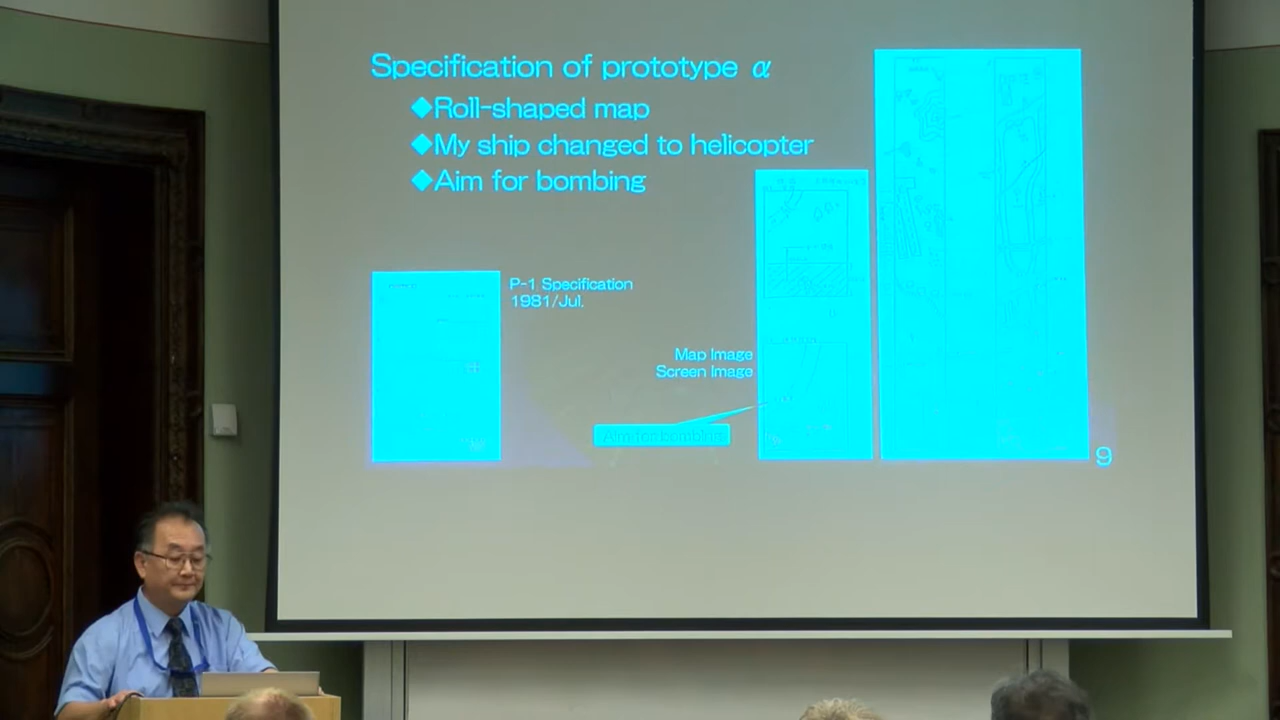 Specification of prototype α
◆Roll-shaped map
◆My ship changed to helicopter
◆Aim for bombing
P-1 Specification
1981/Jul.
Map Image
Screen Image
Aim for bombing
9